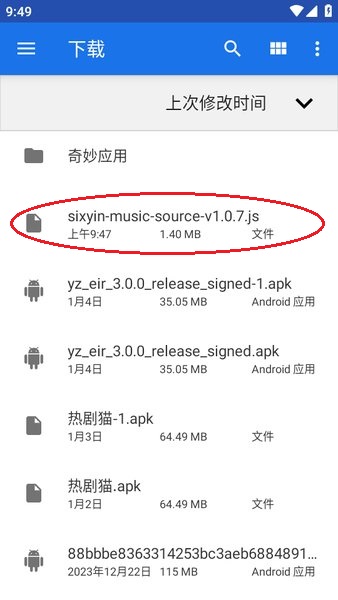 9:49
下载
上次修改时间
奇妙应用
sixyin-music-source-v1.0.7.js
上午9:47 1.40 MB 文件
yz_eir_3.0.0_release_signed-1.apk
1月4日 35.05 MB Android 应用
yz_eir_3.0.0_release_signed.apk
1月4日 35.05 MB Android 应用
热剧猫-1.apk
1月3日 64.49 MB 文件
热剧猫.apk
1月2日 64.49 MB 文件
88bbbe8363314253bc3aeb6884891...
2023年12月22日 115 MB Android 应用